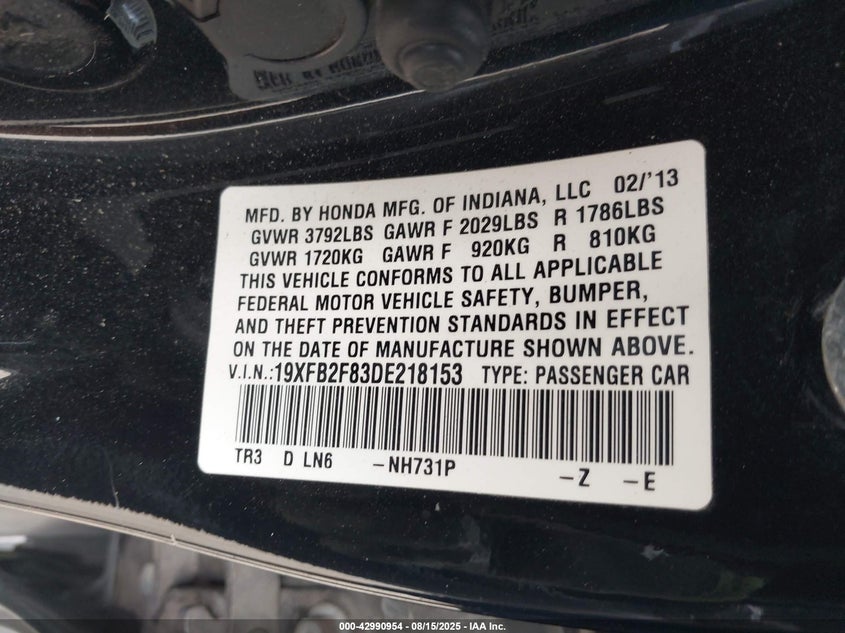 MFD. BY HONDA MFG. OF INDIANA, LLC 02/'13
GVWR 3792LBS GAWR F 2029LBS R 1786LBS
GVWR 1720KG GAWR F 920KG R 810KG
THIS VEHICLE CONFORMS TO ALL APPLICABLE
FEDERAL MOTOR VEHICLE SAFETY, BUMPER,
AND THEFT PREVENTION STANDARDS IN EFFECT
ON THE DATE OF MANUFACTURE SHOWN ABOVE.
V.I.N.:19XFB2F83DE218153 TYPE: PASSENGER CAR
TR3 D LN6 -NH731P -Z -E
000-42990954 - 08/15/2025 - IAA Inc.